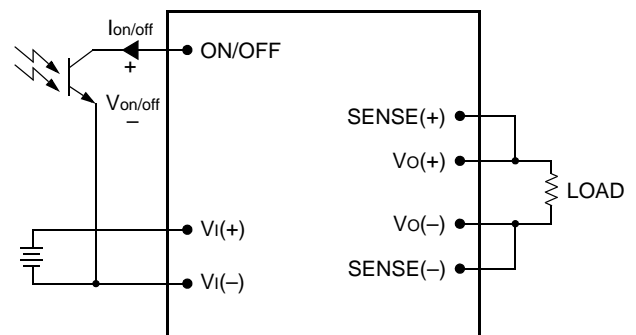 Ion/off
ON/OFF
+
Von/off
–
SENSE(+)
VO(+)
LOAD
VI(+)
VO(–)
VI(–)
SENSE(–)